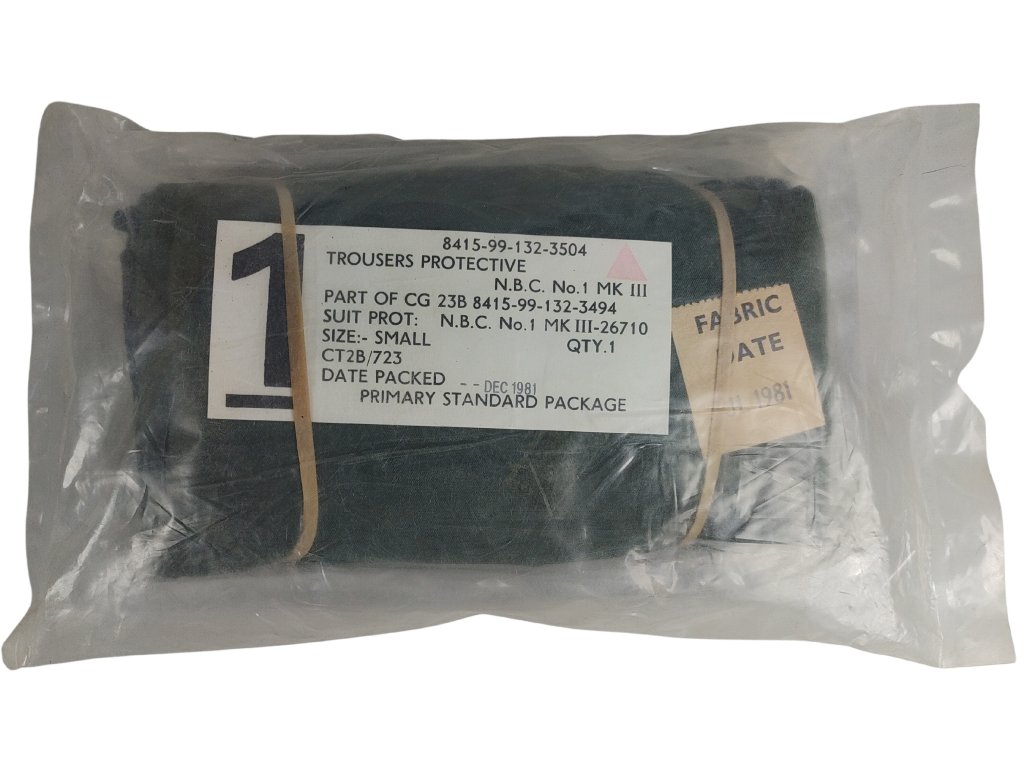 1
8415-99-132-3504
TROUSERS PROTECTIVE
N.B.C. No.1 MK III
PART OF CG 23B 8415-99-132-3494
SUIT PROT: N.B.C. No.1 MK III-26710
SIZE:- SMALL QTY.1
CT2B/723
DATE PACKED -- DEC 1981
PRIMARY STANDARD PACKAGE
FABRIC
DATE
1981